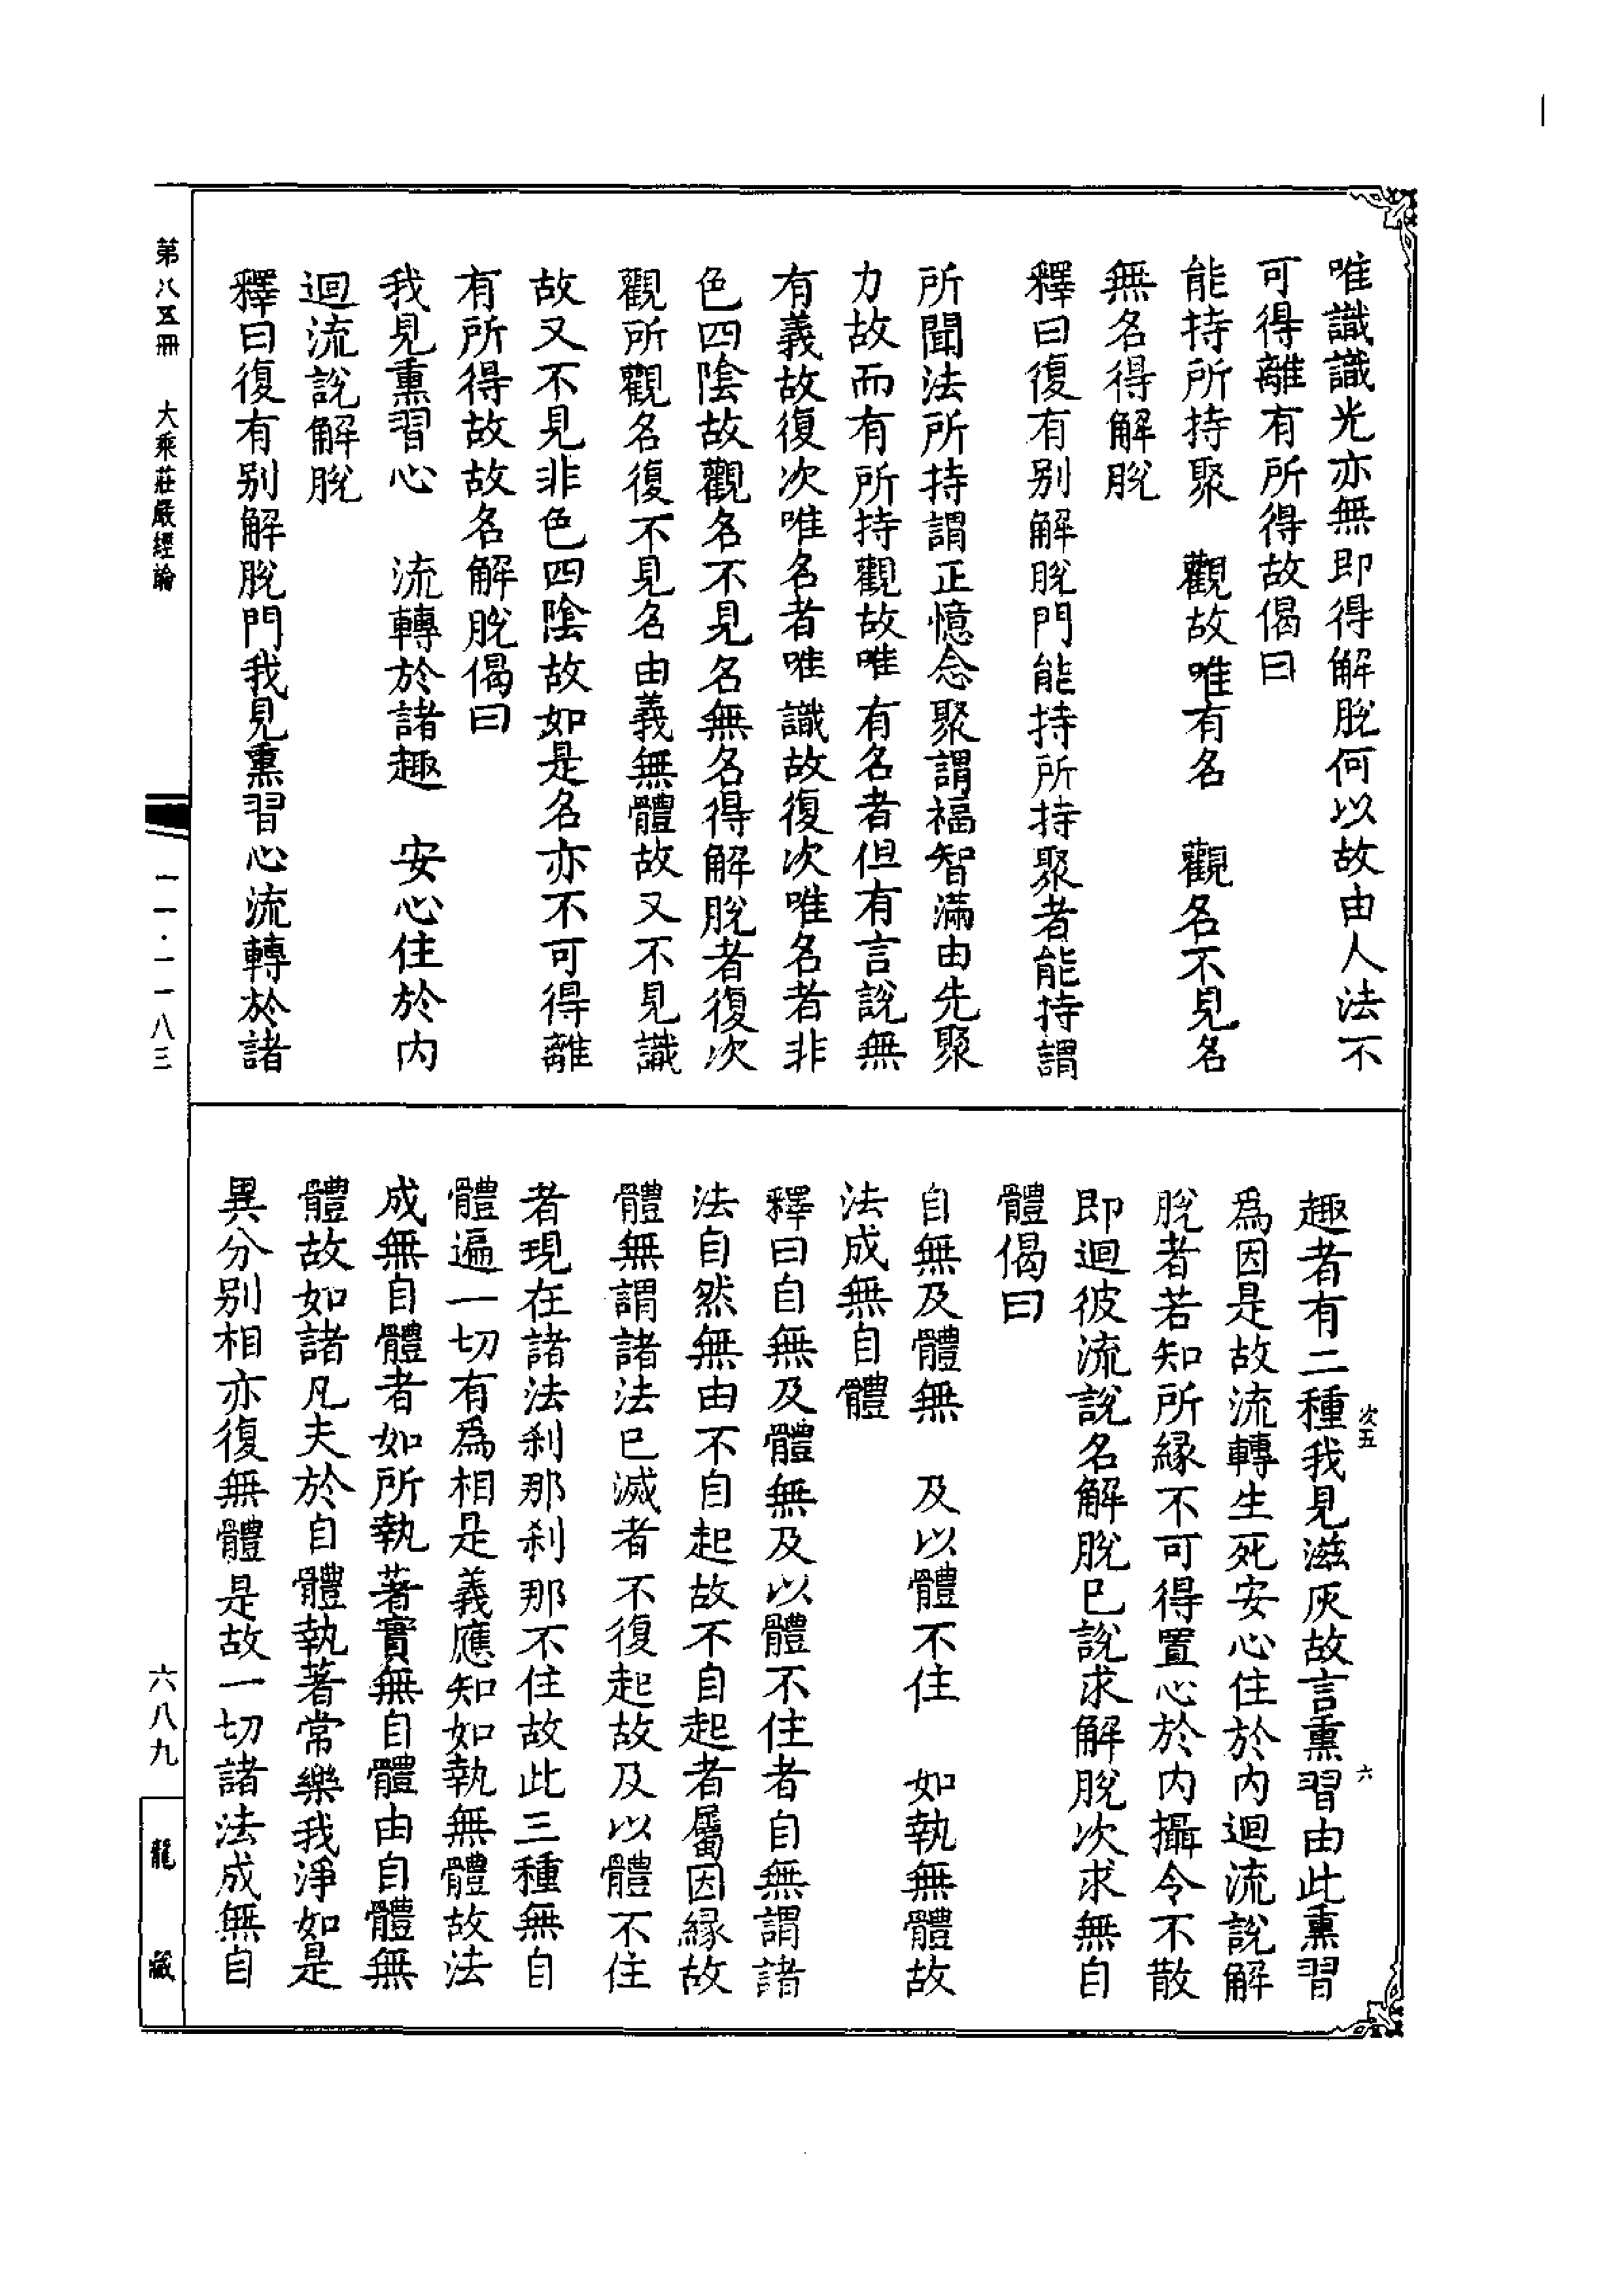 唯識識光亦無即得解脫何以故由人法不
可得離有所得故偈曰
能持所持聚　觀故唯有名　觀名不見名
無名得解脫
釋曰復有别解脫門能持所持聚者能持謂
所聞法所持謂正憶念聚謂福智滿由先聚
力故而有所持觀故唯有名者但有言說無
有義故復次唯名者唯識故復次唯名者非
色四陰故觀名不見名無名得解脫者復次
觀所觀名復不見名由義無體故又不見識
故又不見非色四陰故如是名亦不可得離
有所得故故名解脫偈曰
我見熏習心　流轉於諸趣　安心住於內
迴流說解脫
釋曰復有别解脫門我見熏習心流轉於諸
趣者有二種我見滋灰故言熏習由此熏習
爲因是故流轉生死安心住於內迴流說解
脫者若知所緣不可得置心於內攝令不散
即迴彼流說名解脫巳說求解脫次求無自
體偈曰
自無及體無　及以體不住　如執無體故
法成無自體
釋曰自無及體無及以體不住者自無謂諸
法自然無由不自起故不自起者屬因緣故
體無謂諸法巳滅者不復起故及以體不住
者現在諸法刹那刹那不住故此三種無自
體遍一切有爲相是義應知如執無體故法
成無自體者如所執著實無自體由自體無
體故如諸凡夫於自體執著常樂我淨如是
異分别相亦復無體是故一切諸法成無自
次五
六
第八五冊　大乘莊嚴經論
一一·一一八三
六八九
龍藏